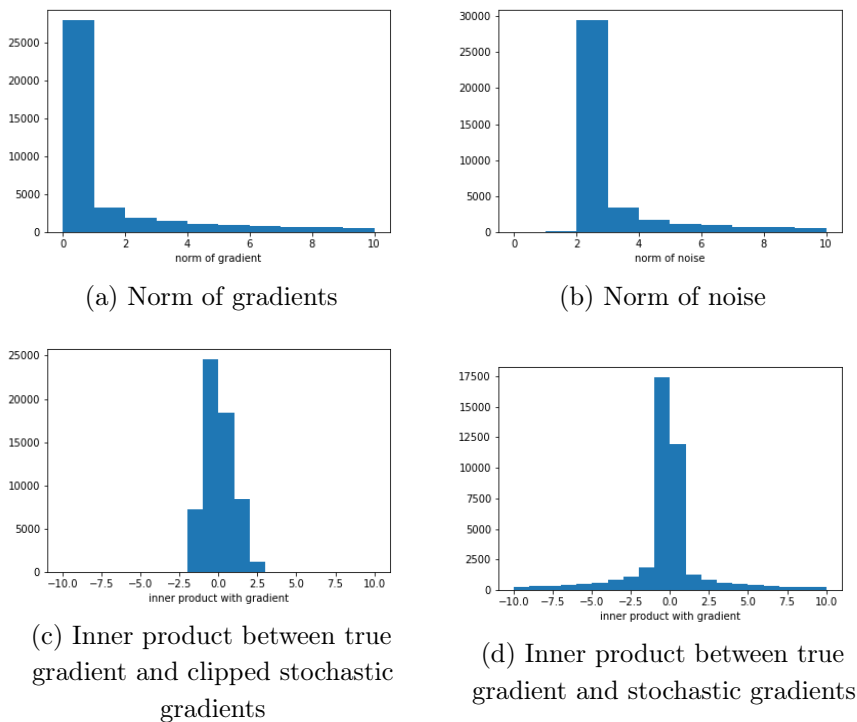 25000
20000
15000
10000
5000
0
0 2 4 6 8 10
norm of gradient
(a) Norm of gradients
30000
25000
20000
15000
10000
5000
0
0 2 4 6 8 10
norm of noise
(b) Norm of noise
25000
20000
15000
10000
5000
0
−10.0 −7.5 −5.0 −2.5 0.0 2.5 5.0 7.5 10.0
inner product with gradient
(c) Inner product between true
gradient and clipped stochastic
gradients
17500
15000
12500
10000
7500
5000
2500
0
−10.0 −7.5 −5.0 −2.5 0.0 2.5 5.0 7.5 10.0
inner product with gradient
(d) Inner product between true
gradient and stochastic gradients